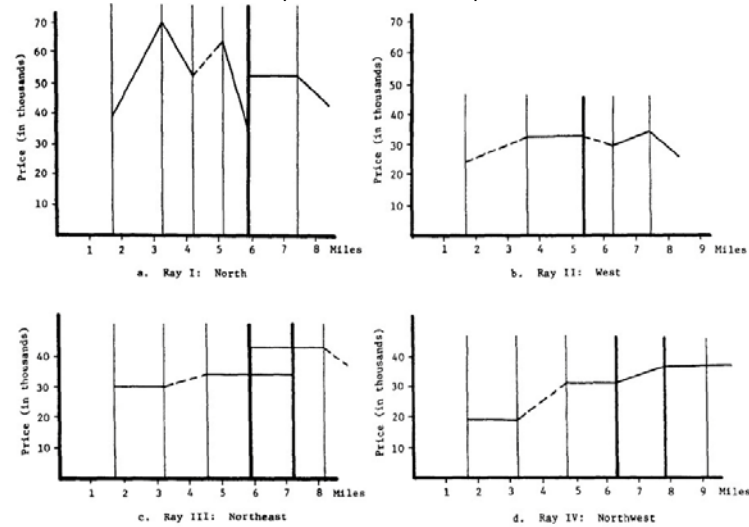 70
60
50
40
30
20
10
Price (in thousands)
1 2 3 4 5 6 7 8 Miles
a. Ray I: North
70
60
50
40
30
20
10
Price (in thousands)
1 2 3 4 5 6 7 8 9 Miles
b. Ray II: West
40
30
20
10
Price (in thousands)
1 2 3 4 5 6 7 8 Miles
c. Ray III: Northeast
40
30
20
10
Price (in thousands)
1 2 3 4 5 6 7 8 9 Miles
d. Ray IV: Northwest